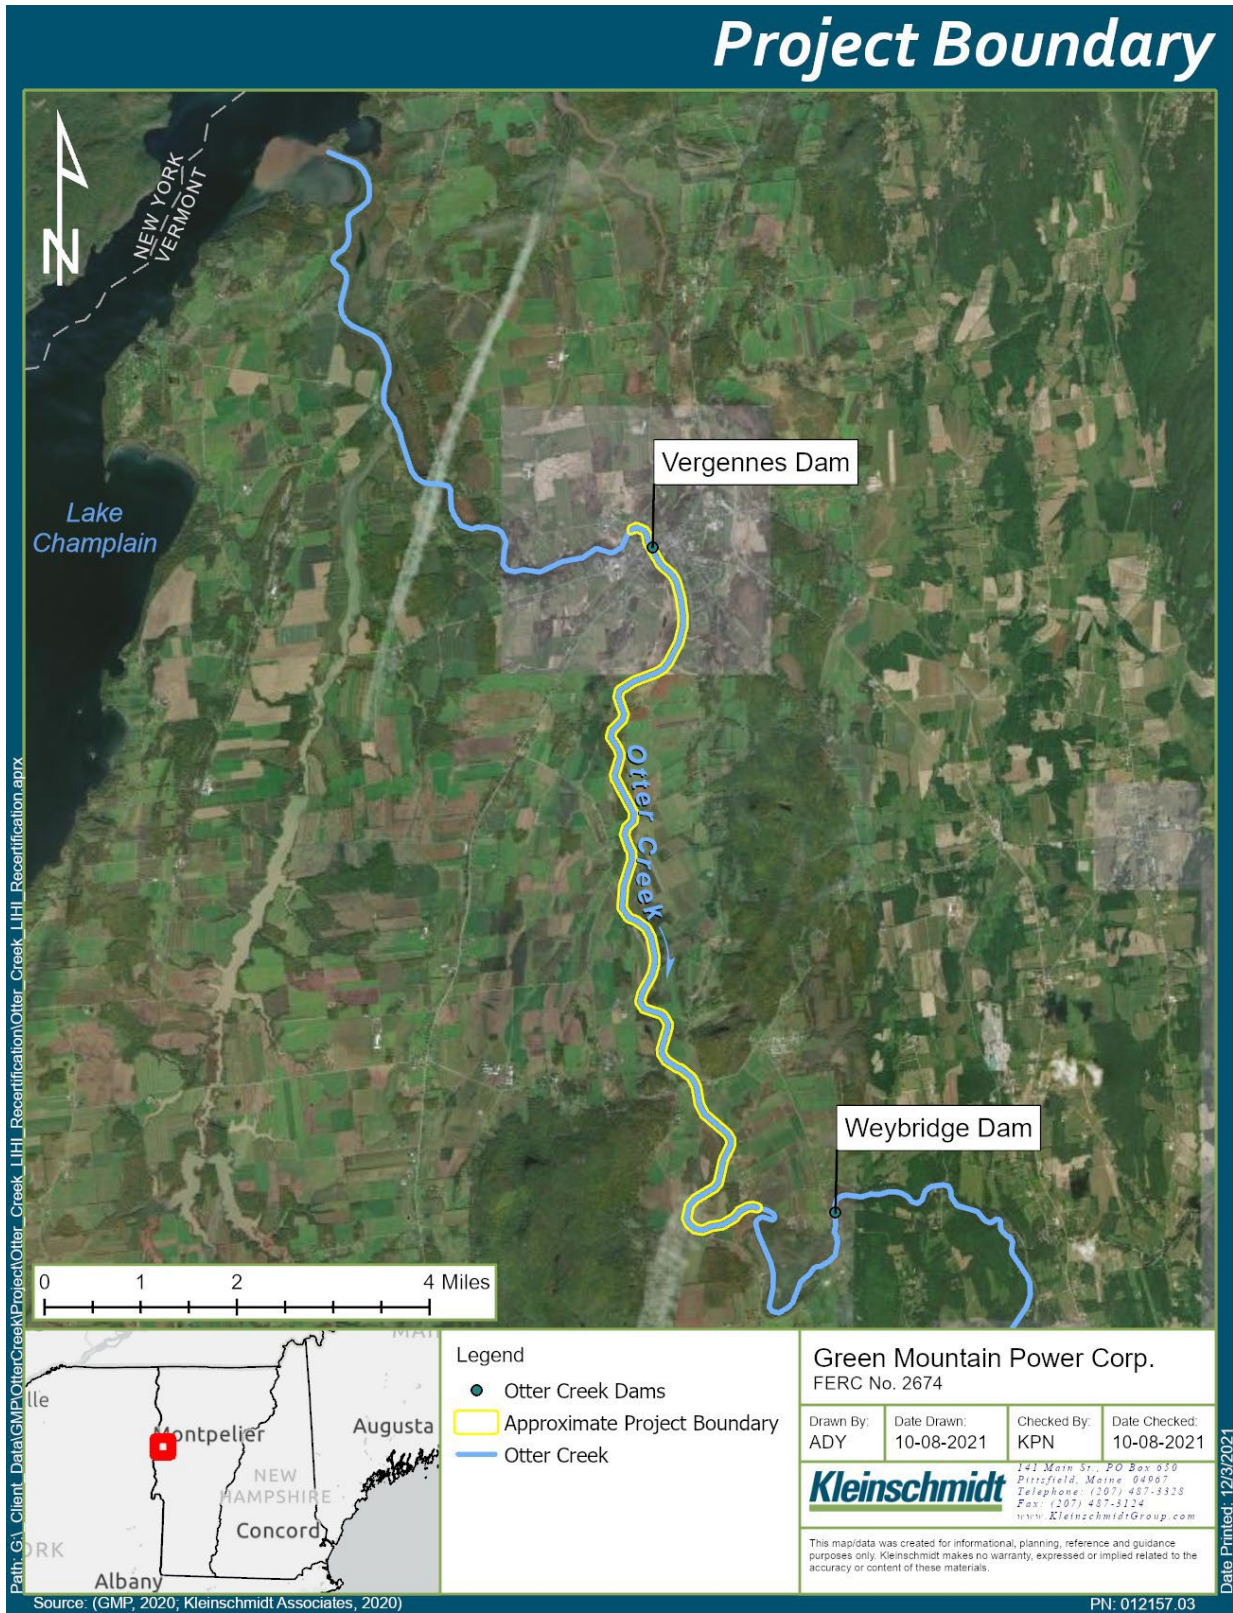 Project Boundary
NEW YORK
VERMONT
N
Vergennes Dam
Lake
Champlain
Otter Creek
Weybridge Dam
0 1 2 4 Miles
MAI
lle
Montpelier
Augusta
NEW
HAMPSHIRE
Concord
ORK
Albany
Legend
Otter Creek Dams
Approximate Project Boundary
Otter Creek
Green Mountain Power Corp.
FERC No. 2674
Drawn By: Date Drawn: Checked By: Date Checked:
ADY 10-08-2021 KPN 10-08-2021
Kleinschmidt
141 Main St., PO Box 650
Pittsfield, Maine 04967
Telephone: (207) 487-3328
Fax: (207) 487-3124
www.KleinschmidtGroup.com
This map/data was created for informational, planning, reference and guidance
purposes only. Kleinschmidt makes no warranty, expressed or implied related to the
accuracy or content of these materials.
Path: G:\_Client_Data\GMP\OtterCreek\Project\Otter_Creek_LIHI_Recertification\Otter_Creek_LIHI_Recertification.aprx
Date Printed: 12/3/2021
Source: (GMP, 2020; Kleinschmidt Associates, 2020) PN: 012157.03